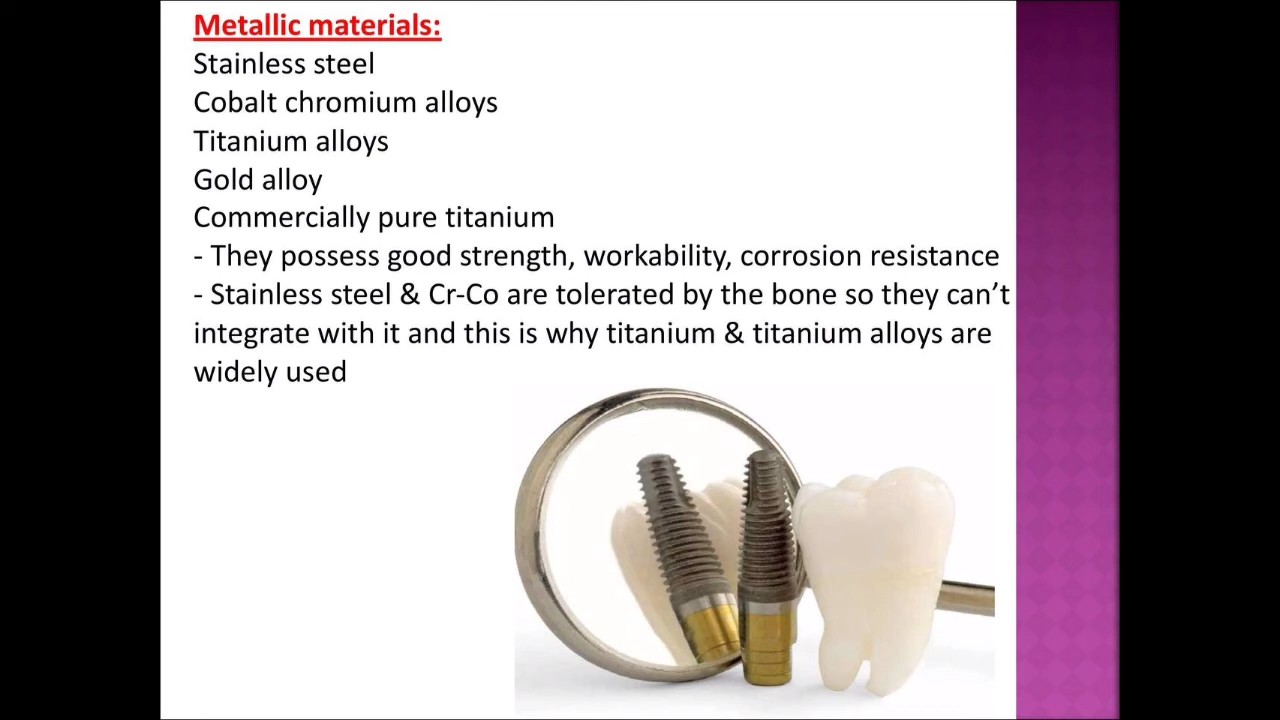 Metallic materials:
Stainless steel
Cobalt chromium alloys
Titanium alloys
Gold alloy
Commercially pure titanium
- They possess good strength, workability, corrosion resistance
- Stainless steel & Cr-Co are tolerated by the bone so they can’t
integrate with it and this is why titanium & titanium alloys are
widely used